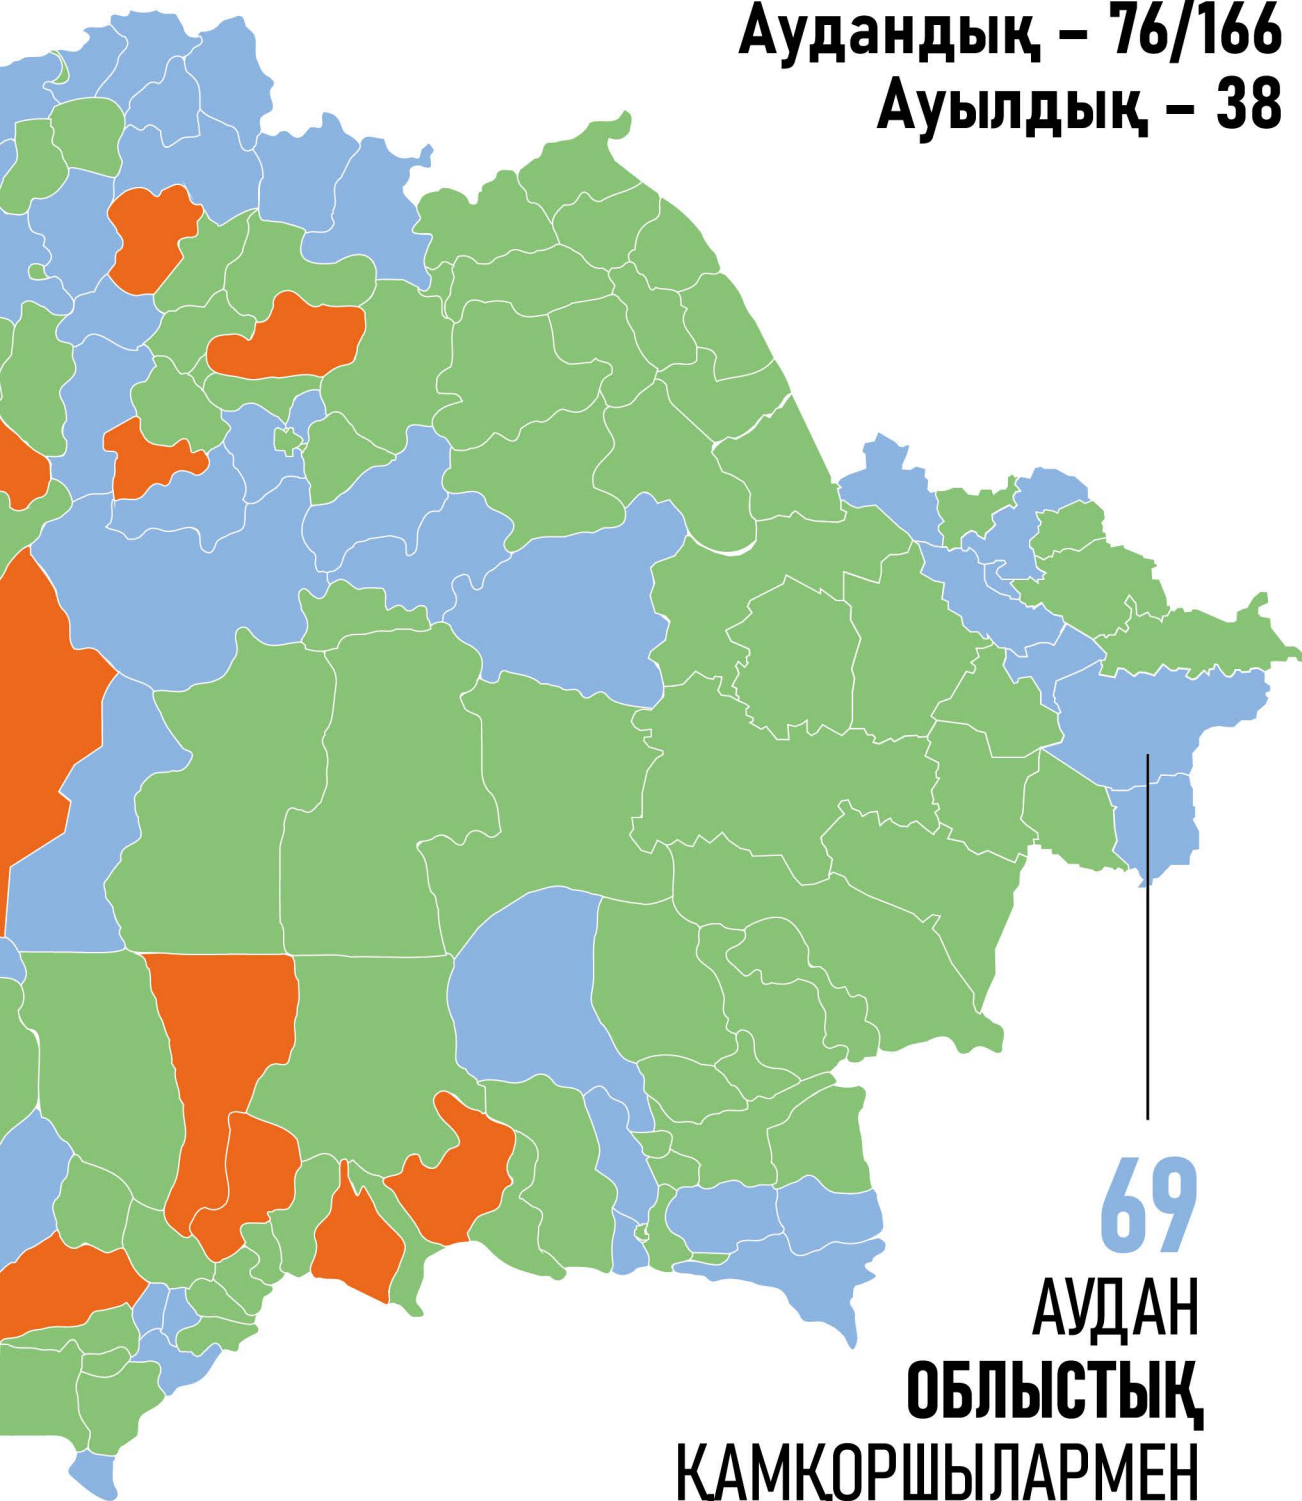 Аудандық – 76/166
Ауылдық – 38
69
АУДАН
ОБЛЫСТЫҚ
ҚАМҚОРШЫЛАРМЕН